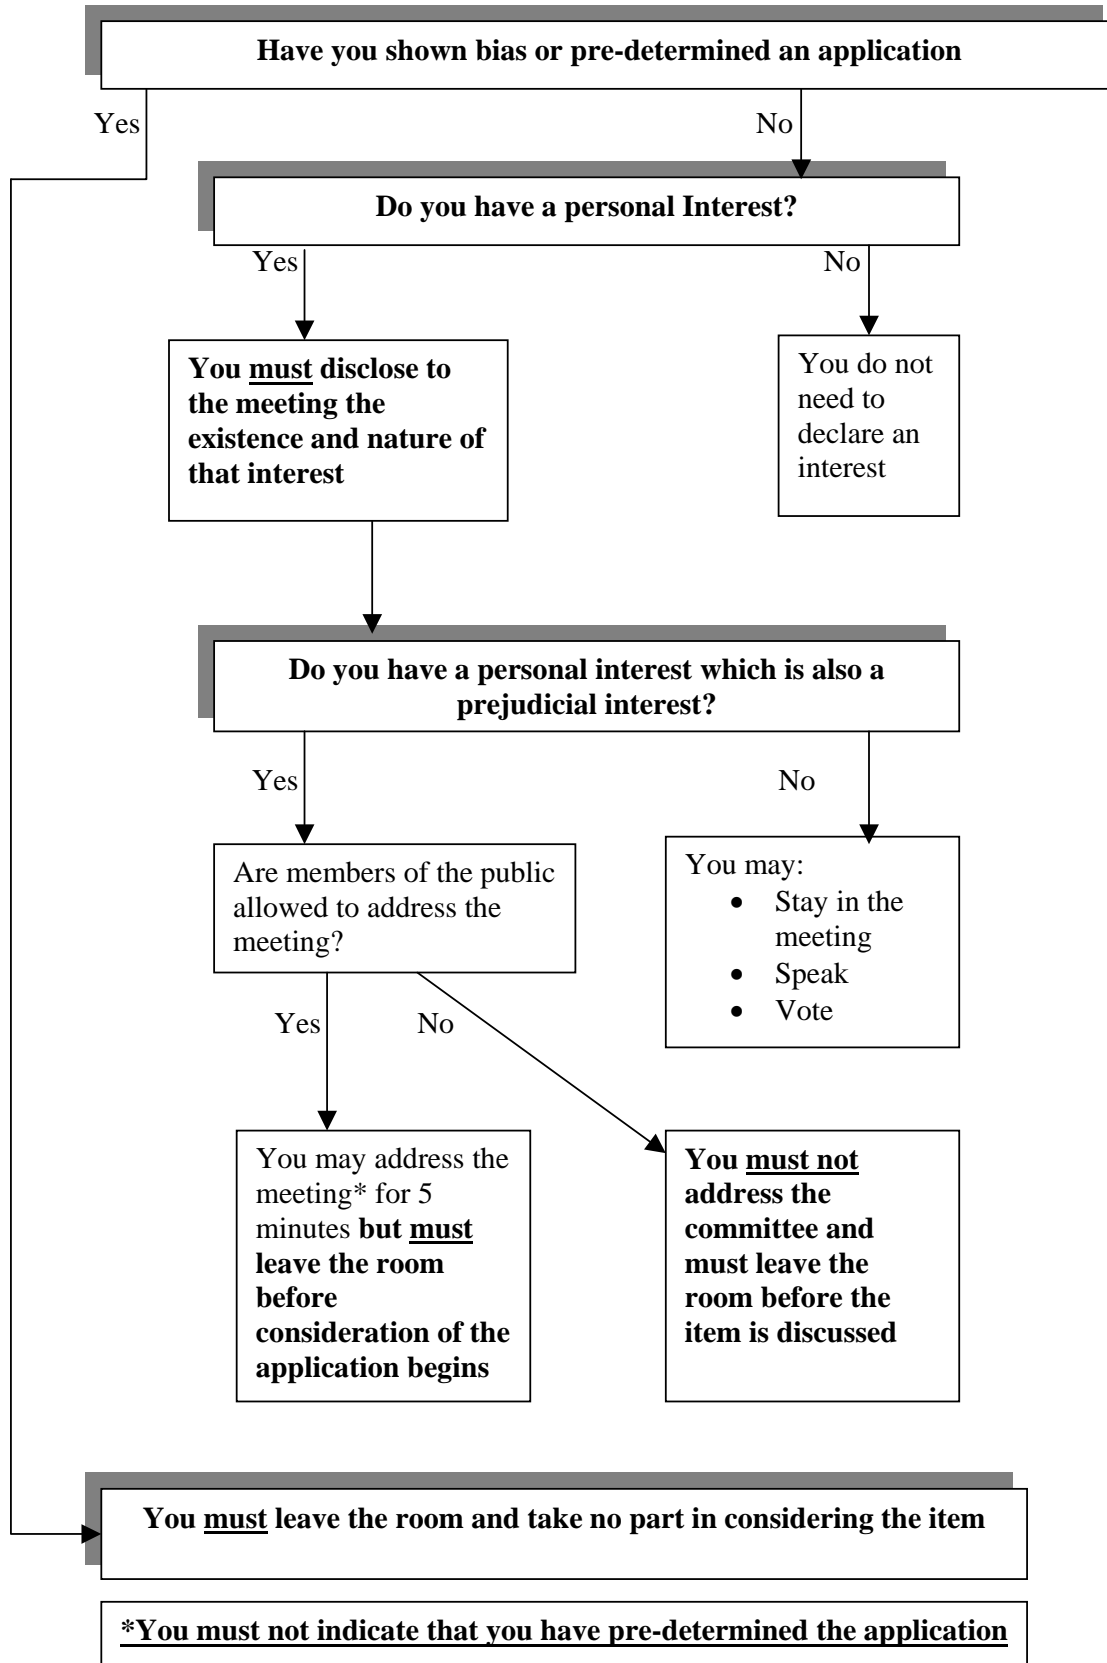 Have you shown bias or pre-determined an application
Yes
No
Do you have a personal Interest?
Yes
No
You must disclose to
the meeting the
existence and nature of
that interest
You do not
need to
declare an
interest
Do you have a personal interest which is also a
prejudicial interest?
Yes
No
Are members of the public
allowed to address the
meeting?
You may:
• Stay in the
meeting
• Speak
• Vote
Yes
No
You may address the
meeting* for 5
minutes but must
leave the room
before
consideration of the
application begins
You must not
address the
committee and
must leave the
room before the
item is discussed
You must leave the room and take no part in considering the item
*You must not indicate that you have pre-determined the application